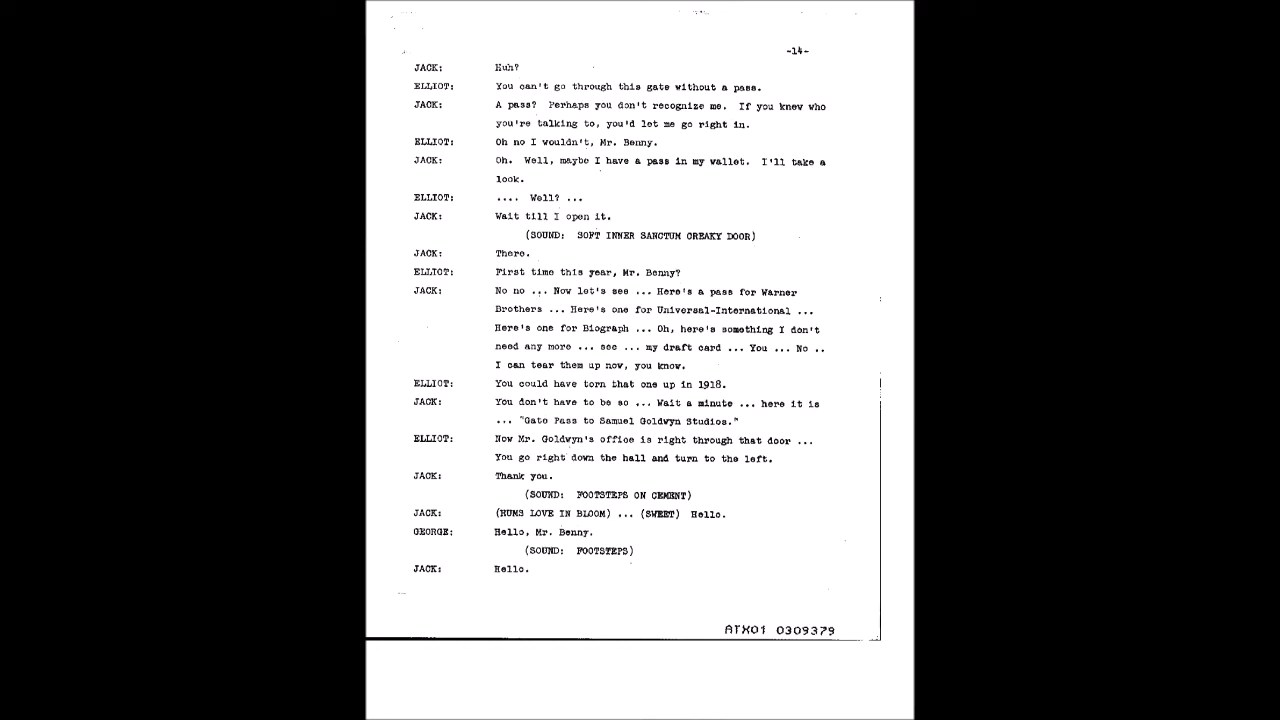 -14-
JACK: Huh?
ELLIOT: You can't go through this gate without a pass.
JACK: A pass? Perhaps you don't recognize me. If you knew who
you're talking to, you'd let me go right in.
ELLIOT: Oh no I wouldn't, Mr. Benny.
JACK: Oh. Well, maybe I have a pass in my wallet. I'll take a
look.
ELLIOT: .... Well? ...
JACK: Wait till I open it.
(SOUND: SOFT INNER SANCTUM CREAKY DOOR)
JACK: There.
ELLIOT: First time this year, Mr. Benny?
JACK: No no ... Now let's see ... Here's a pass for Warner
Brothers ... Here's one for Universal-International ...
Here's one for Biograph ... Oh, here's something I don't
need any more ... see ... my draft card ... You ... No ..
I can tear them up now, you know.
ELLIOT: You could have torn that one up in 1918.
JACK: You don't have to be so ... Wait a minute ... here it is
... "Gate Pass to Samuel Goldwyn Studios."
ELLIOT: Now Mr. Goldwyn's office is right through that door ...
You go right down the hall and turn to the left.
JACK: Thank you.
(SOUND: FOOTSTEPS ON CEMENT)
JACK: (HUMS LOVE IN BLOOM) ... (SWEET) Hello.
GEORGE: Hello, Mr. Benny.
(SOUND: FOOTSTEPS)
JACK: Hello.
ATX01 0309379